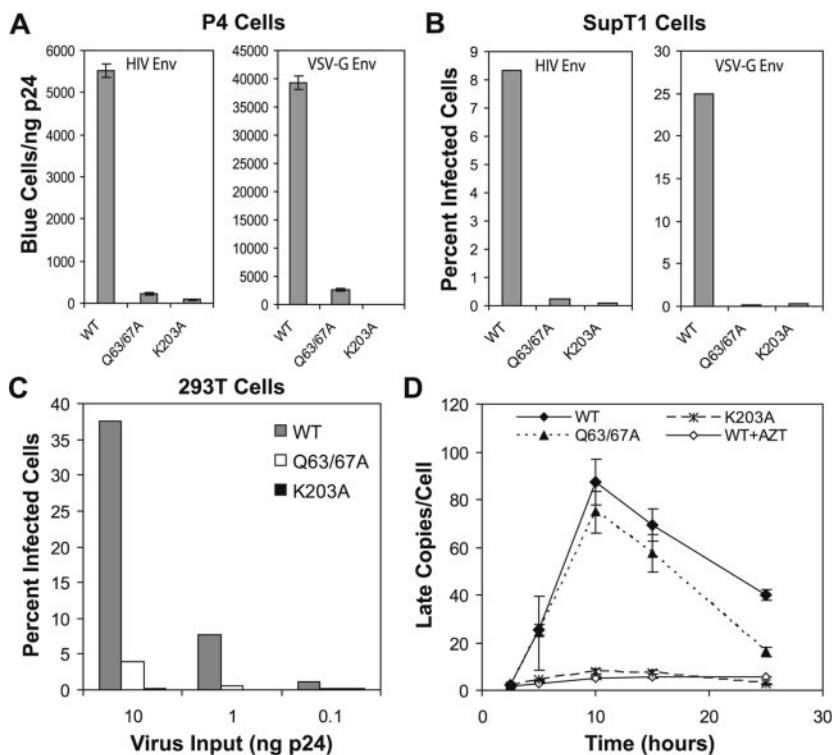 A
P4 Cells
Blue Cells/ng p24
HIV Env
6000
5000
4000
3000
2000
1000
0
WT
Q63/67A
K203A
VSV-G Env
45000
40000
35000
30000
25000
20000
15000
10000
5000
0
WT
Q63/67A
K203A
B
SupT1 Cells
Percent Infected Cells
HIV Env
9
8
7
6
5
4
3
2
1
0
WT
Q63/67A
K203A
VSV-G Env
30
25
20
15
10
5
0
WT
Q63/67A
K203A
C
293T Cells
Percent Infected Cells
40
35
30
25
20
15
10
5
0
WT
Q63/67A
K203A
10
1
0.1
Virus Input (ng p24)
D
Late Copies/Cell
120
100
80
60
40
20
0
WT
K203A
Q63/67A
WT+AZT
0
10
20
30
Time (hours)